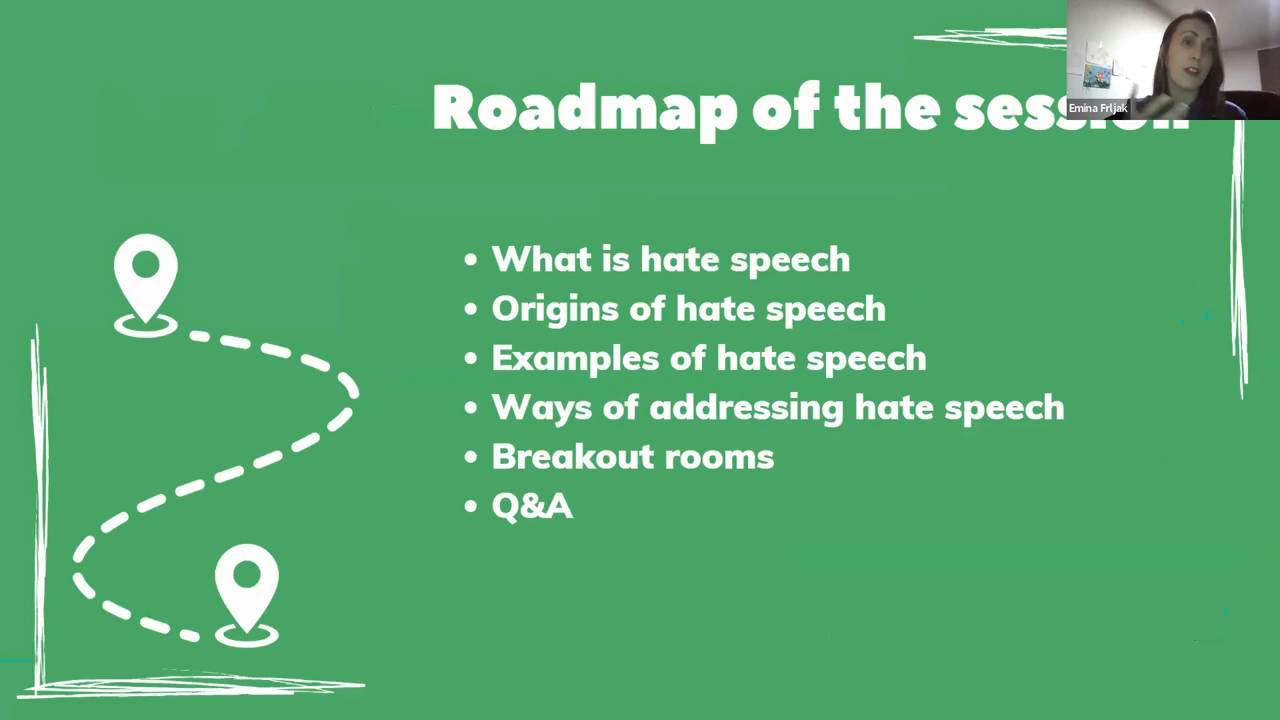 Roadmap of the session
Emina Frljak
• What is hate speech
• Origins of hate speech
• Examples of hate speech
• Ways of addressing hate speech
• Breakout rooms
• Q&A